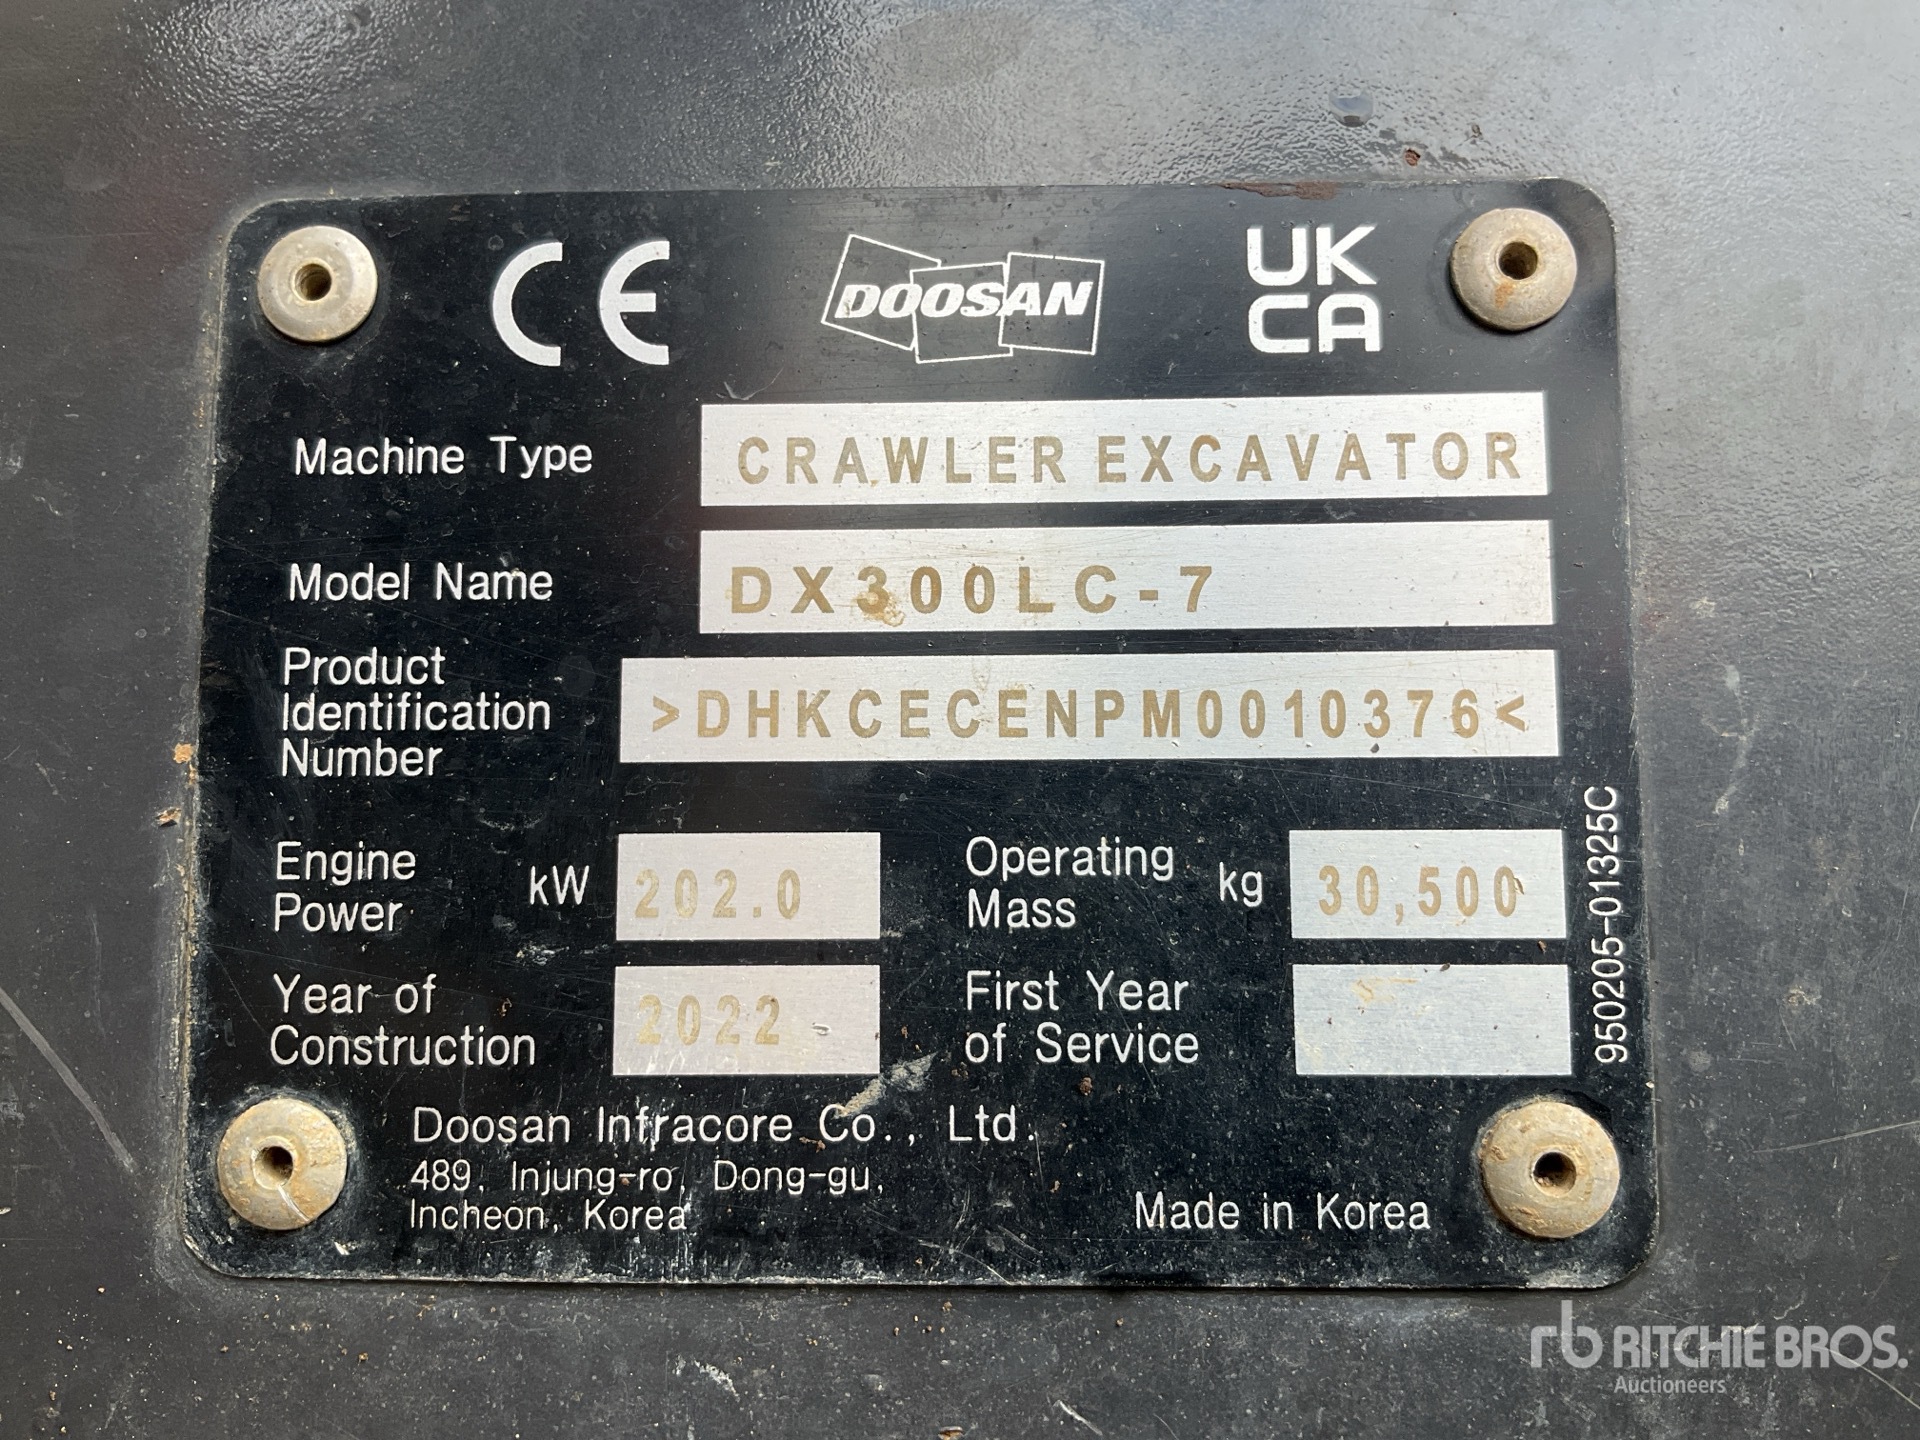 CE
DOOSAN
UK
CA
Machine Type CRAWLER EXCAVATOR
Model Name DX300LC-7
Product
Identification
Number
>DHKCECENPM0010376<
Engine
Power
kW 202.0
Operating
Mass
kg 30,500
Year of
Construction
2022
First Year
of Service
950205-01325C
Doosan Infracore Co., Ltd.
489, Injung-ro, Dong-gu,
Incheon, Korea
Made in Korea
rb RITCHIE BROS.
Auctioneers